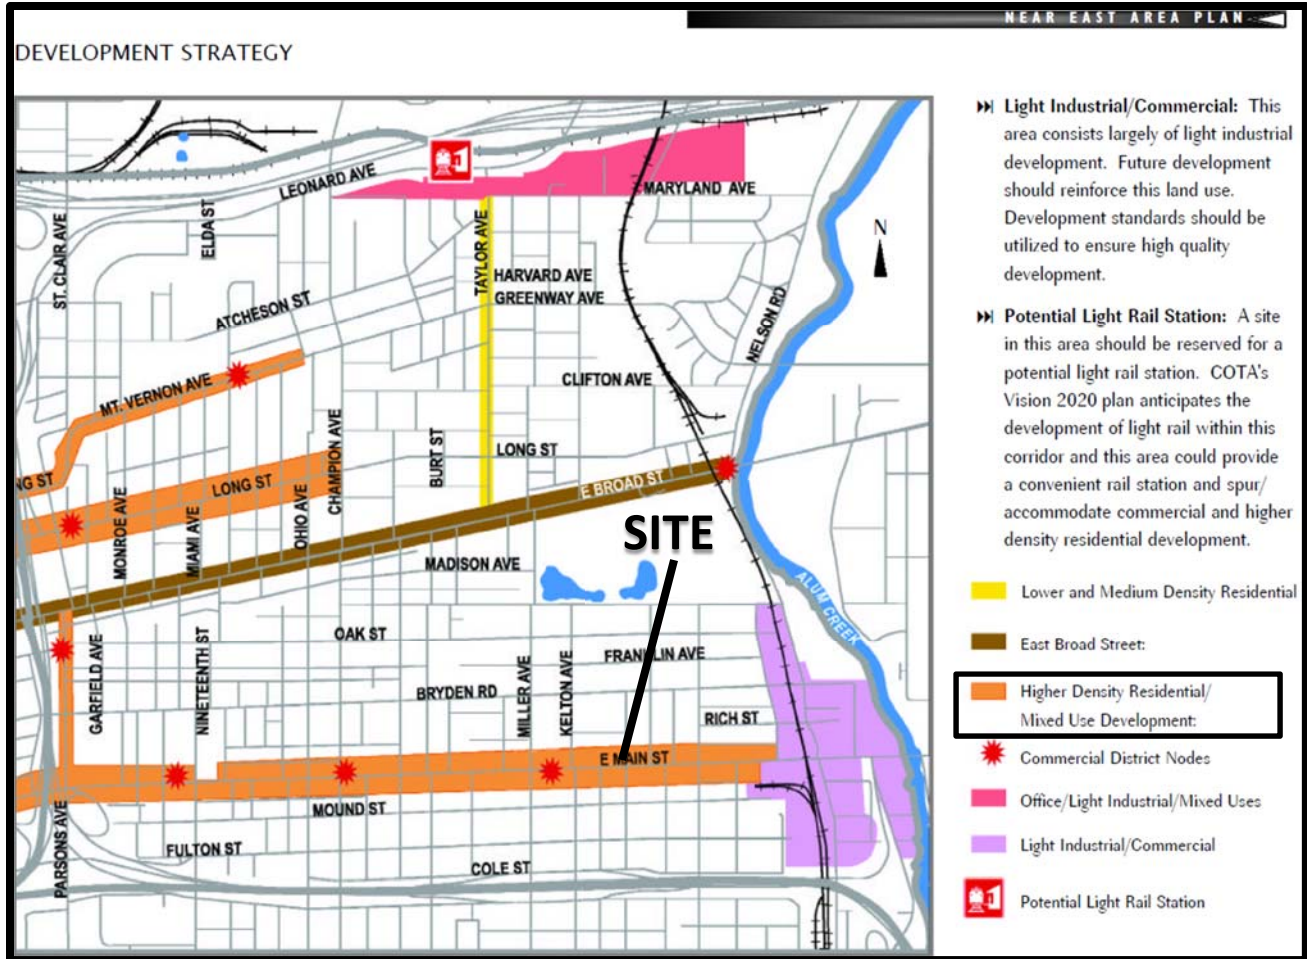 NEAR EAST AREA PLAN
DEVELOPMENT STRATEGY
LEONARD AVE
MARYLAND AVE
ST. CLAIR AVE
ELDA ST
TAYLOR AVE
N
HARVARD AVE
GREENWAY AVE
ATCHESON ST
NELSON RD
CLIFTON AVE
MT. VERNON AVE
CHAMPION AVE
BURT ST
LONG ST
NG ST
LONG ST
E BROAD ST
OHIO AVE
MONROE AVE
MIAMI AVE
SITE
MADISON AVE
ALUM CREEK
OAK ST
GARFIELD AVE
NINETEENTH ST
FRANKLIN AVE
MILLER AVE
KELTON AVE
BRYDEN RD
RICH ST
E MAIN ST
MOUND ST
PARSONS AVE
FULTON ST
COLE ST
Light Industrial/Commercial: This
area consists largely of light industrial
development. Future development
should reinforce this land use.
Development standards should be
utilized to ensure high quality
development.
Potential Light Rail Station: A site
in this area should be reserved for a
potential light rail station. COTA's
Vision 2020 plan anticipates the
development of light rail within this
corridor and this area could provide
a convenient rail station and spur/
accommodate commercial and higher
density residential development.
Lower and Medium Density Residential
East Broad Street:
Higher Density Residential/
Mixed Use Development:
Commercial District Nodes
Office/Light Industrial/Mixed Uses
Light Industrial/Commercial
Potential Light Rail Station